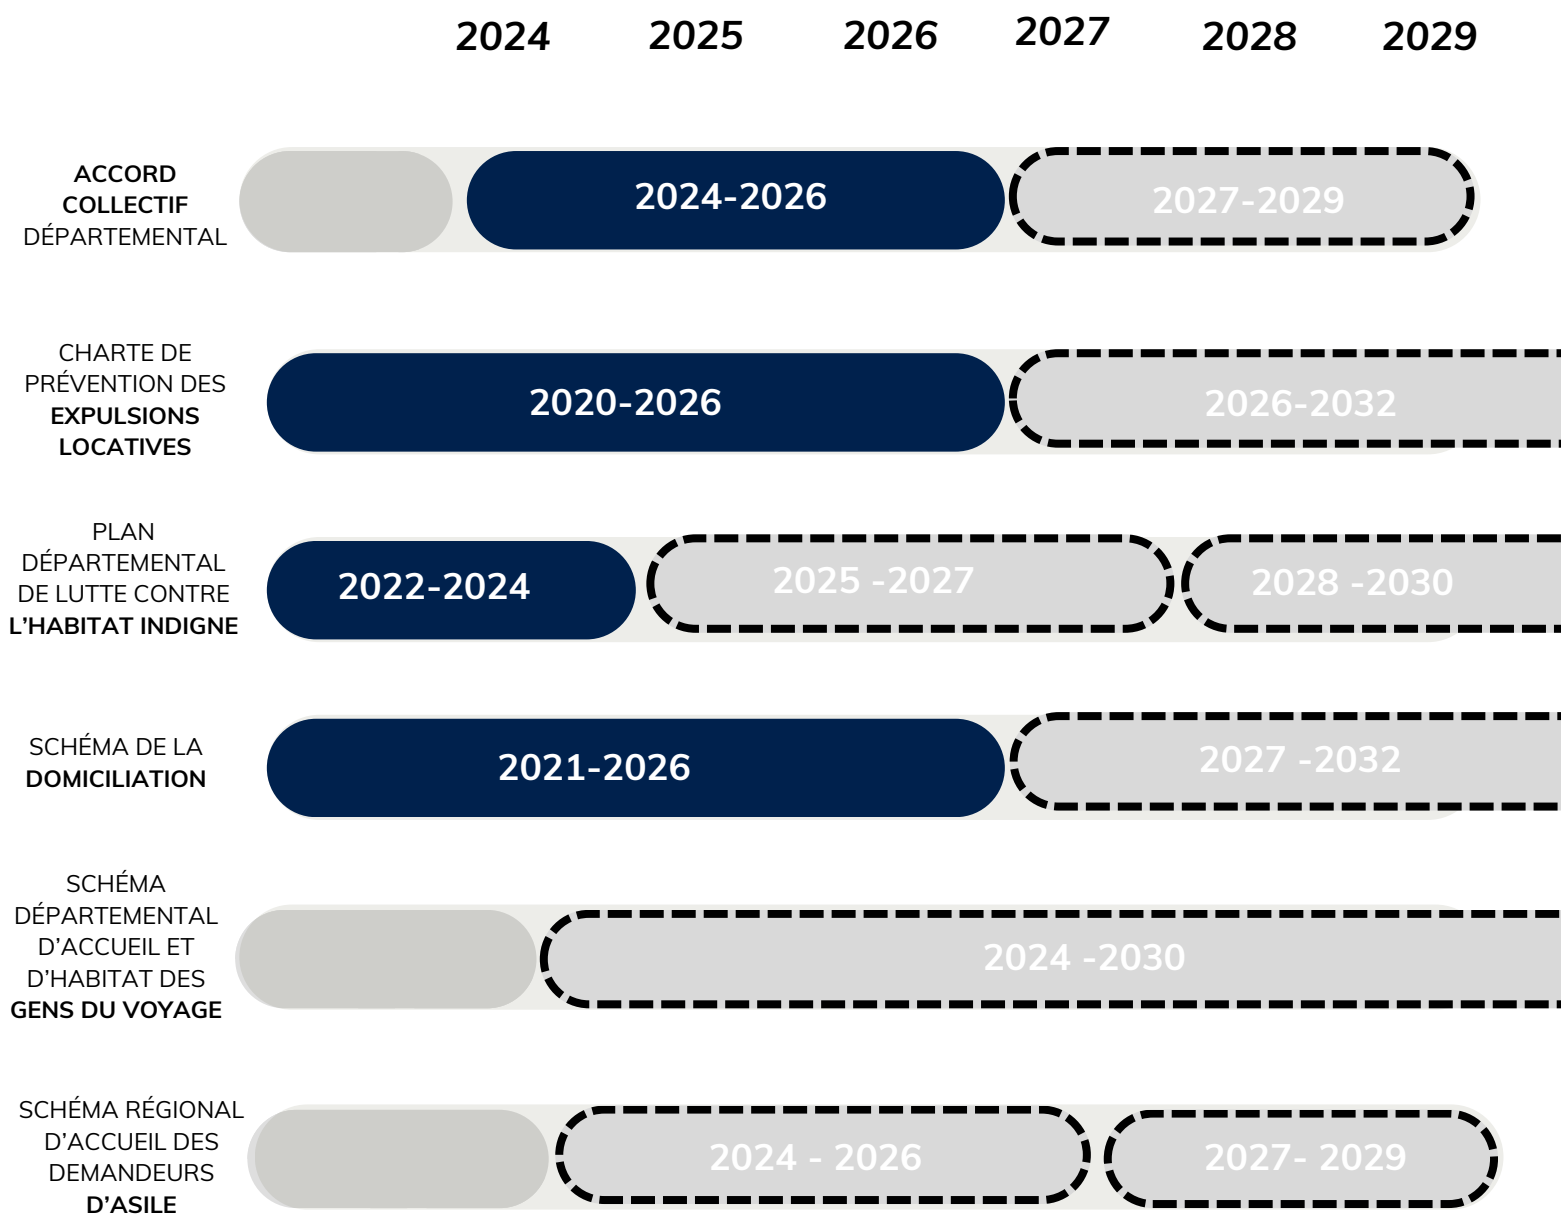 2024 2025 2026 2027 2028 2029
ACCORD
COLLECTIF
DÉPARTEMENTAL
2024-2026
2027-2029
CHARTE DE
PRÉVENTION DES
EXPULSIONS
LOCATIVES
2020-2026
2026-2032
PLAN
DÉPARTEMENTAL
DE LUTTE CONTRE
L’HABITAT INDIGNE
2022-2024
2025 -2027
2028 -2030
SCHÉMA DE LA
DOMICILIATION
2021-2026
2027 -2032
SCHÉMA
DÉPARTEMENTAL
D’ACCUEIL ET
D’HABITAT DES
GENS DU VOYAGE
2024 -2030
SCHÉMA RÉGIONAL
D’ACCUEIL DES
DEMANDEURS
D’ASILE
2024 - 2026
2027- 2029